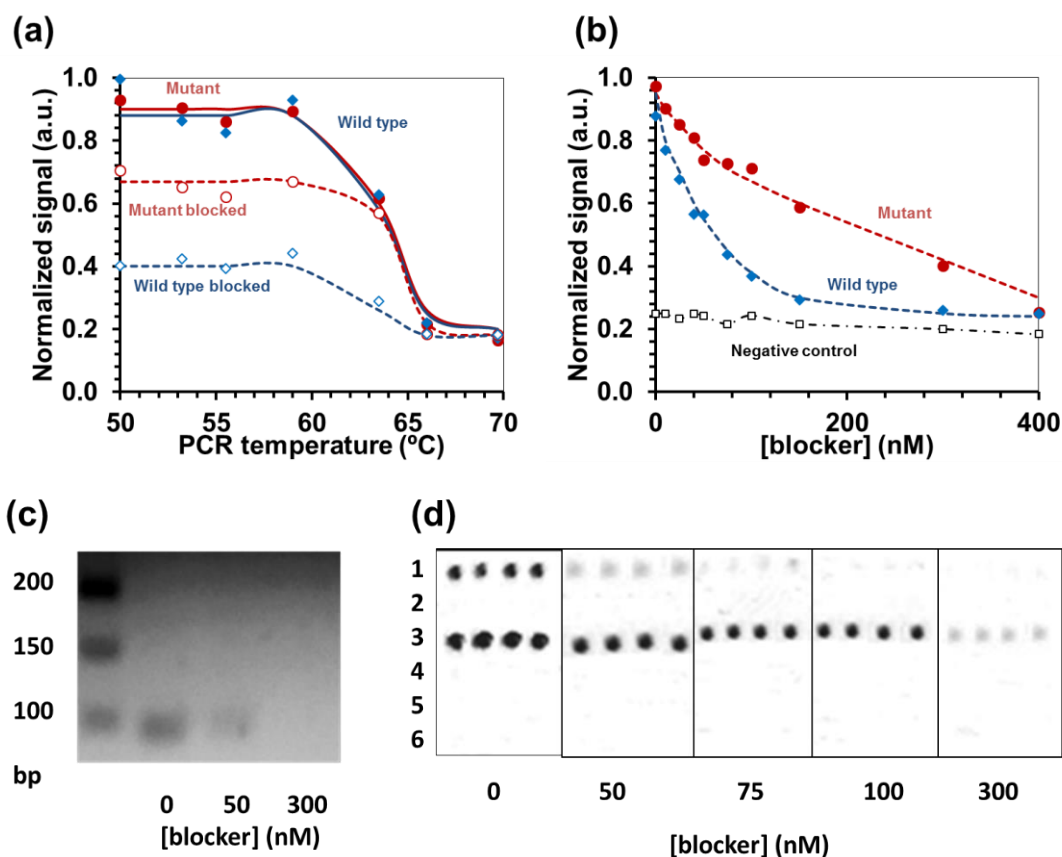 (a)
Normalized signal (a.u.)
1.0
0.8
0.6
0.4
0.2
0.0
Mutant
Wild type
Mutant blocked
Wild type blocked
50 55 60 65 70
PCR temperature (ºC)
(b)
Normalized signal (a.u.)
1.0
0.8
0.6
0.4
0.2
0.0
Mutant
Wild type
Negative control
0 200 400
[blocker] (nM)
(c)
200
150
100
bp
0 50 300
[blocker] (nM)
(d)
1
2
3
4
5
6
0 50 75 100 300
[blocker] (nM)